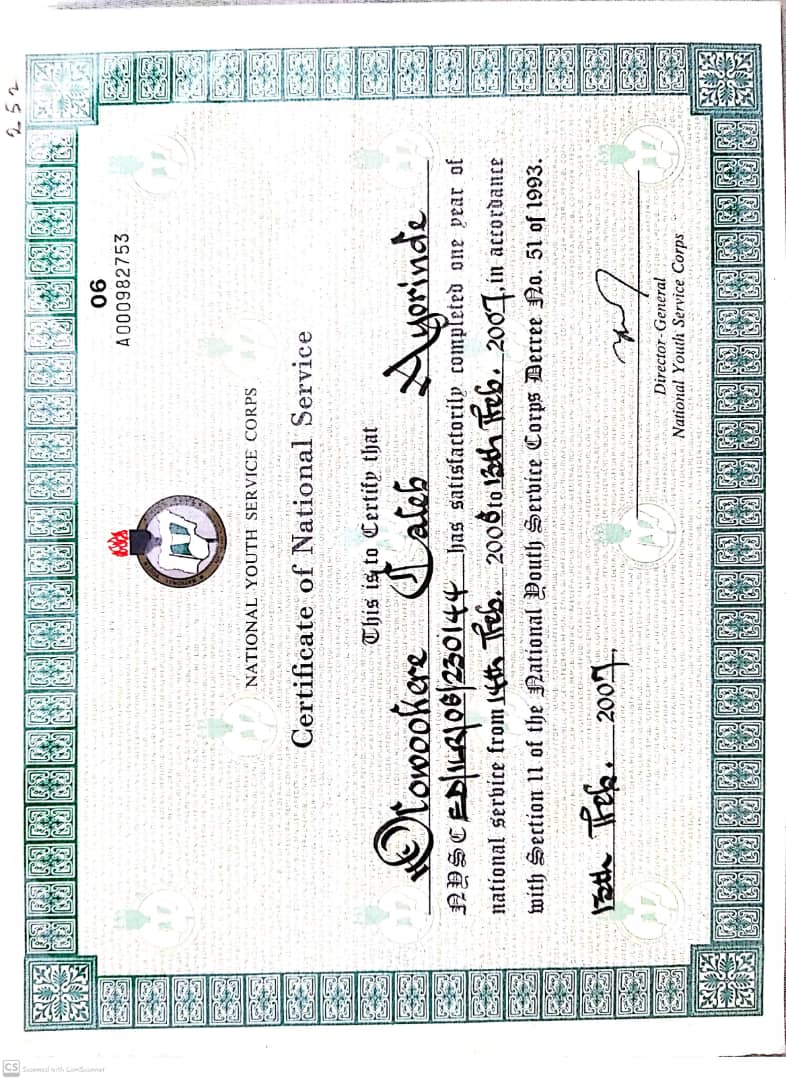 252
06
A000982753
NATIONAL YOUTH SERVICE CORPS
Certificate of National Service
This is to Certify that
Olowookere Caleb Ayorinde
NYSC ED/ILR/06/230144 has satisfactorily completed one year of
national service from 14th Feb. 2006 to 13th Feb. 2007, in accordance
with Section 11 of the National Youth Service Corps Decree No. 51 of 1993.
13th Feb. 2007.
Director-General
National Youth Service Corps
CS Scanned with CamScanner